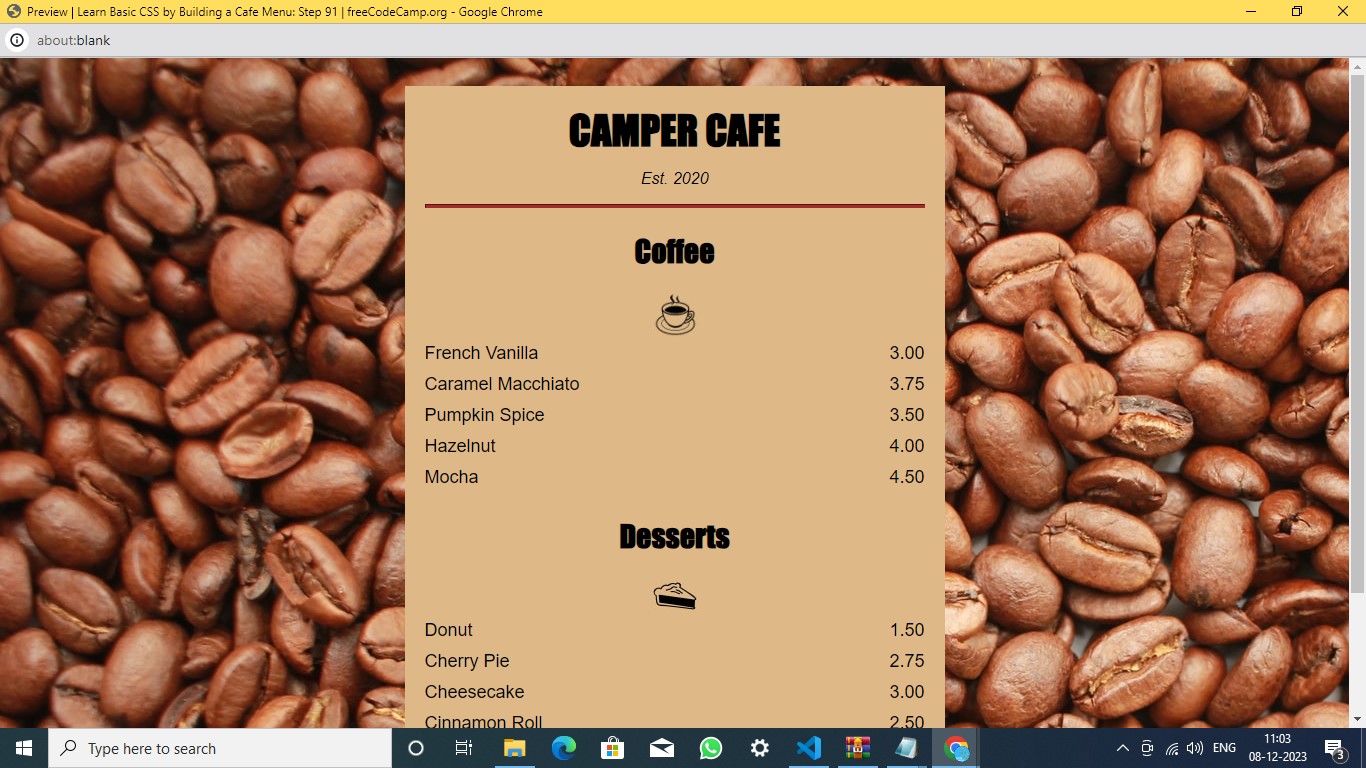 Preview | Learn Basic CSS by Building a Cafe Menu: Step 91 | freeCodeCamp.org - Google Chrome
about:blank
CAMPER CAFE
Est. 2020
Coffee
French Vanilla 3.00
Caramel Macchiato 3.75
Pumpkin Spice 3.50
Hazelnut 4.00
Mocha 4.50
Desserts
Donut 1.50
Cherry Pie 2.75
Cheesecake 3.00
Cinnamon Roll 2.50
Type here to search
ENG
11:03
08-12-2023
3